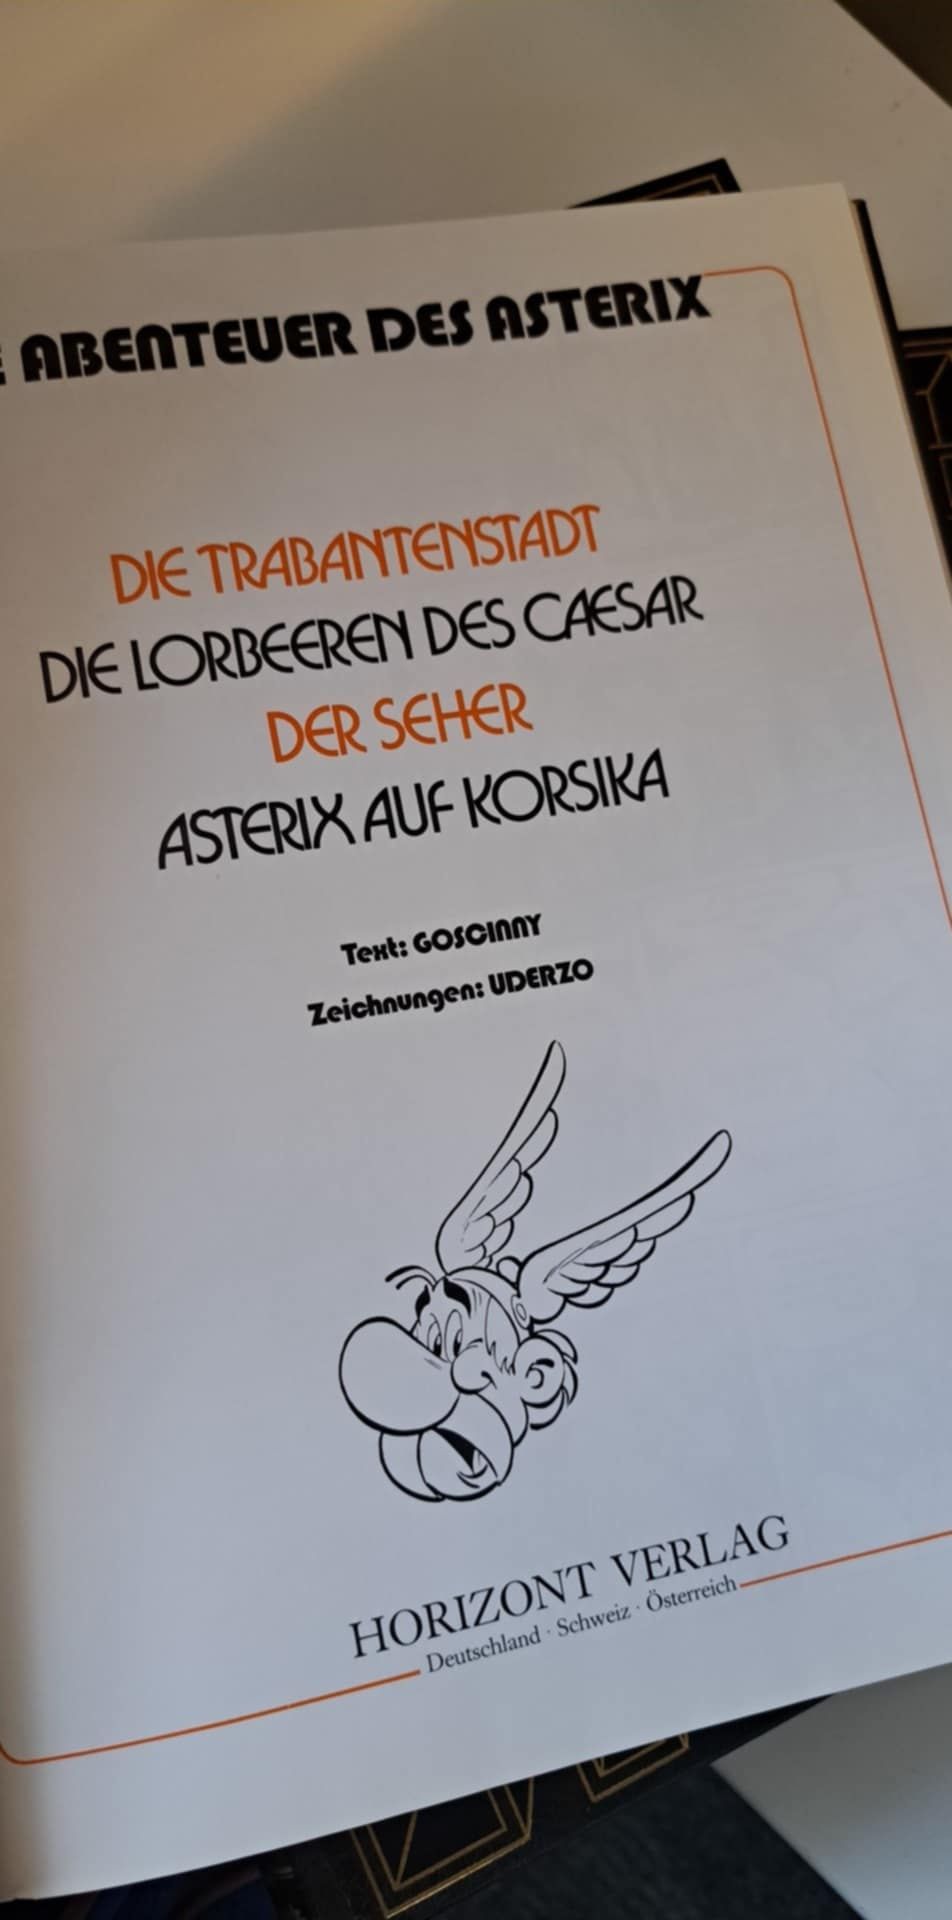 ABENTEUER DES ASTERIX
DIE TRABANTENSTADT
DIE LORBEEREN DES CAESAR
DER SEHER
ASTERIX AUF KORSIKA
Text: GOSCINNY
Zeichnungen: UDERZO
HORIZONT VERLAG
Deutschland · Schweiz · Österreich